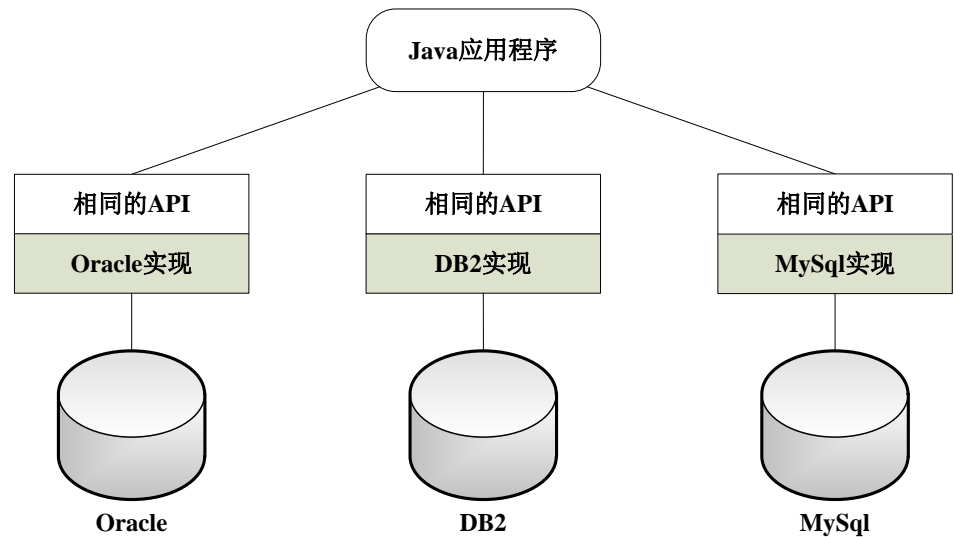 Java应用程序
相同的API
相同的API
相同的API
Oracle实现
DB2实现
MySql实现
Oracle
DB2
MySql